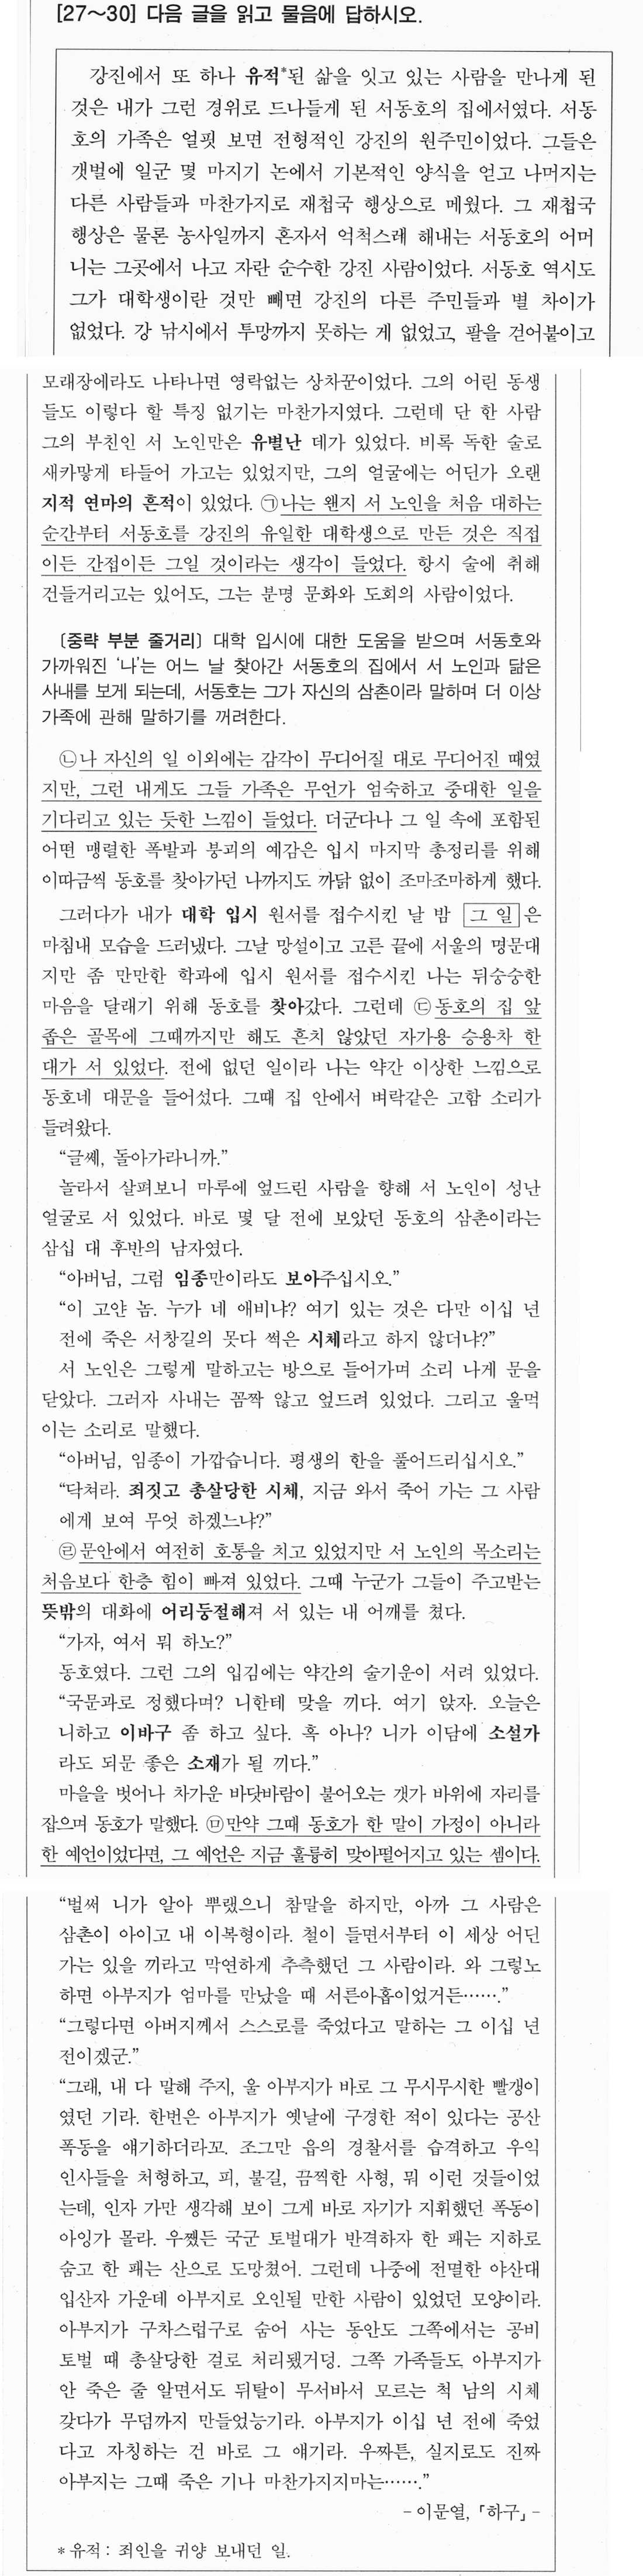 [27～30] 다음 글을 읽고 물음에 답하시오.
강진에서 또 하나 유적*된 삶을 잇고 있는 사람을 만나게 된
것은 내가 그런 경위로 드나들게 된 서동호의 집에서였다. 서동
호의 가족은 얼핏 보면 전형적인 강진의 원주민이었다. 그들은
갯벌에 일군 몇 마지기 논에서 기본적인 양식을 얻고 나머지는
다른 사람들과 마찬가지로 재첩국 행상으로 메웠다. 그 재첩국
행상은 물론 농사일까지 혼자서 억척스레 해내는 서동호의 어머
니는 그곳에서 나고 자란 순수한 강진 사람이었다. 서동호 역시도
그가 대학생이란 것만 빼면 강진의 다른 주민들과 별 차이가
없었다. 강 낚시에서 투망까지 못하는 게 없었고, 팔을 걷어붙이고
모래장에라도 나타나면 영락없는 상차꾼이었다. 그의 어린 동생
들도 이렇다 할 특징 없기는 마찬가지였다. 그런데 단 한 사람
그의 부친인 서 노인만은 유별난 데가 있었다. 비록 독한 술로
새카맣게 타들어 가고는 있었지만, 그의 얼굴에는 어딘가 오랜
지적 연마의 흔적이 있었다. ㉠나는 왠지 서 노인을 처음 대하는
순간부터 서동호를 강진의 유일한 대학생으로 만든 것은 직접
이든 간접이든 그일 것이라는 생각이 들었다. 항시 술에 취해
건들거리고는 있어도, 그는 분명 문화와 도회의 사람이었다.
〔중략 부분 줄거리〕 대학 입시에 대한 도움을 받으며 서동호와
가까워진 ‘나’는 어느 날 찾아간 서동호의 집에서 서 노인과 닮은
사내를 보게 되는데, 서동호는 그가 자신의 삼촌이라 말하며 더 이상
가족에 관해 말하기를 꺼려한다.
㉡나 자신의 일 이외에는 감각이 무디어질 대로 무디어진 때였
지만, 그런 내게도 그들 가족은 무언가 엄숙하고 중대한 일을
기다리고 있는 듯한 느낌이 들었다. 더군다나 그 일 속에 포함된
어떤 맹렬한 폭발과 붕괴의 예감은 입시 마지막 총정리를 위해
이따금씩 동호를 찾아가던 나까지도 까닭 없이 조마조마하게 했다.
그러다가 내가 대학 입시 원서를 접수시킨 날 밤 그 일은
마침내 모습을 드러냈다. 그날 망설이고 고른 끝에 서울의 명문대
지만 좀 만만한 학과에 입시 원서를 접수시킨 나는 뒤숭숭한
마음을 달래기 위해 동호를 찾아갔다. 그런데 ㉢동호의 집 앞
좁은 골목에 그때까지만 해도 흔치 않았던 자가용 승용차 한
대가 서 있었다. 전에 없던 일이라 나는 약간 이상한 느낌으로
동호네 대문을 들어섰다. 그때 집 안에서 벼락같은 고함 소리가
들려왔다.
“글쎄, 돌아가라니까.”
놀라서 살펴보니 마루에 엎드린 사람을 향해 서 노인이 성난
얼굴로 서 있었다. 바로 몇 달 전에 보았던 동호의 삼촌이라는
삼십 대 후반의 남자였다.
“아버님, 그럼 임종만이라도 보아주십시오.”
“이 고얀 놈. 누가 네 애비냐? 여기 있는 것은 다만 이십 년
전에 죽은 서창길의 못다 썩은 시체라고 하지 않더냐?”
서 노인은 그렇게 말하고는 방으로 들어가며 소리 나게 문을
닫았다. 그러자 사내는 꼼짝 않고 엎드려 있었다. 그리고 울먹
이는 소리로 말했다.
“아버님, 임종이 가깝습니다. 평생의 한을 풀어드리십시오.”
“닥쳐라. 죄짓고 총살당한 시체, 지금 와서 죽어 가는 그 사람
에게 보여 무엇 하겠느냐?”
㉣문안에서 여전히 호통을 치고 있었지만 서 노인의 목소리는
처음보다 한층 힘이 빠져 있었다. 그때 누군가 그들이 주고받는
뜻밖의 대화에 어리둥절해져 서 있는 내 어깨를 쳤다.
“가자, 여서 뭐 하노?”
동호였다. 그런 그의 입김에는 약간의 술기운이 서려 있었다.
“국문과로 정했다며? 니한테 맞을 끼다. 여기 앉자. 오늘은
니하고 이바구 좀 하고 싶다. 혹 아나? 니가 이담에 소설가
라도 되문 좋은 소재가 될 끼다.”
마을을 벗어나 차가운 바닷바람이 불어오는 갯가 바위에 자리를
잡으며 동호가 말했다. ㉤만약 그때 동호가 한 말이 가정이 아니라
한 예언이었다면, 그 예언은 지금 훌륭히 맞아떨어지고 있는 셈이다.
“벌써 니가 알아 뿌랬으니 참말을 하지만, 아까 그 사람은
삼촌이 아이고 내 이복형이라. 철이 들면서부터 이 세상 어딘
가는 있을 끼라고 막연하게 추측했던 그 사람이라. 와 그렇노
하면 아부지가 엄마를 만났을 때 서른아홉이었거든…….”
“그렇다면 아버지께서 스스로를 죽었다고 말하는 그 이십 년
전이겠군.”
“그래, 내 다 말해 주지, 울 아부지가 바로 그 무시무시한 빨갱이
였던 기라. 한번은 아부지가 옛날에 구경한 적이 있다는 공산
폭동을 얘기하더라꼬. 조그만 읍의 경찰서를 습격하고 우익
인사들을 처형하고, 피, 불길, 끔찍한 사형, 뭐 이런 것들이었
는데, 인자 가만 생각해 보이 그게 바로 자기가 지휘했던 폭동이
아잉가 몰라. 우쨌든 국군 토벌대가 반격하자 한 패는 지하로
숨고 한 패는 산으로 도망쳤어. 그런데 나중에 전멸한 야산대
입산자 가운데 아부지로 오인될 만한 사람이 있었던 모양이라.
아부지가 구차스럽구로 숨어 사는 동안도 그쪽에서는 공비
토벌 때 총살당한 걸로 처리됐거덩. 그쪽 가족들도 아부지가
안 죽은 줄 알면서도 뒤탈이 무서바서 모르는 척 남의 시체
갖다가 무덤까지 만들었능기라. 아부지가 이십 년 전에 죽었
다고 자칭하는 건 바로 그 얘기라. 우짜튼, 실지로도 진짜
아부지는 그때 죽은 기나 마찬가지지마는…….”
- 이문열, 「하구」-
* 유적 : 죄인을 귀양 보내던 일.